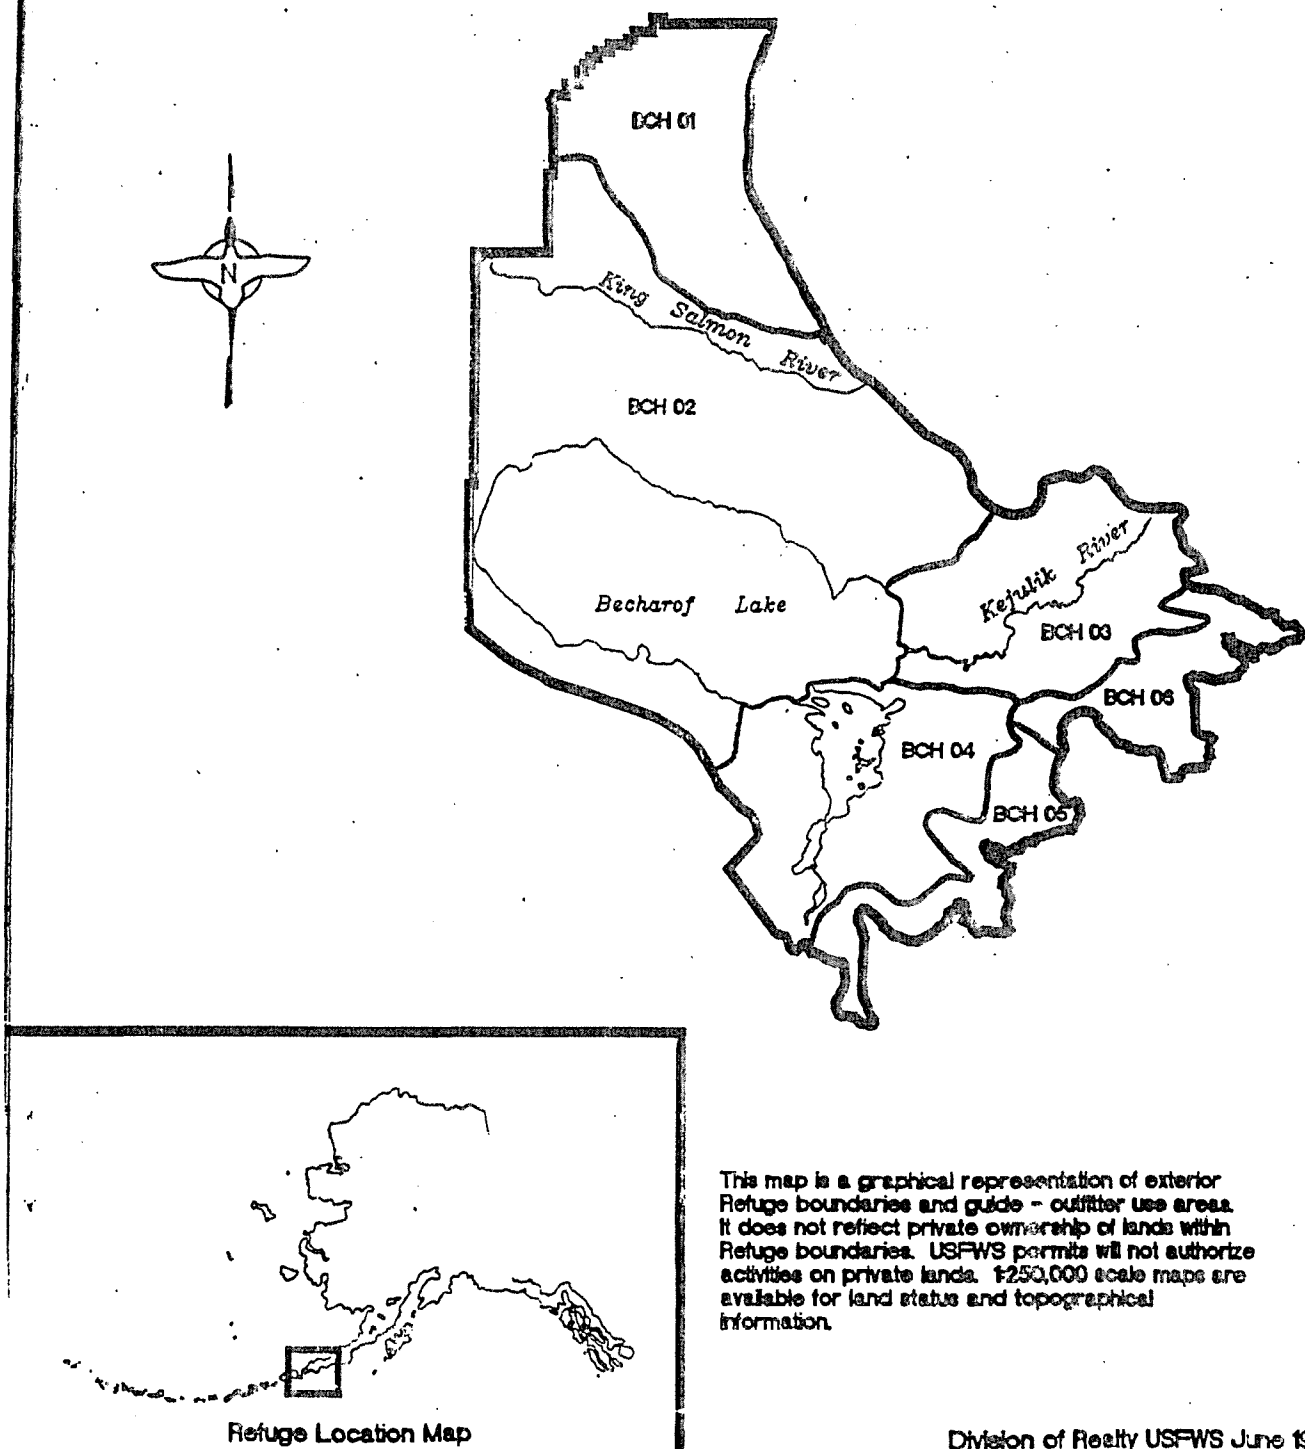 BCH 01
N
King Salmon River
BCH 02
Kejulik River
Becharof Lake
BCH 03
BCH 06
BCH 04
BCH 05
This map is a graphical representation of exterior
Refuge boundaries and guide - outfitter use areas.
It does not reflect private ownership of lands within
Refuge boundaries. USFWS permits will not authorize
activities on private lands. 1:250,000 scale maps are
available for land status and topographical
information.
Refuge Location Map
Division of Realty USFWS June